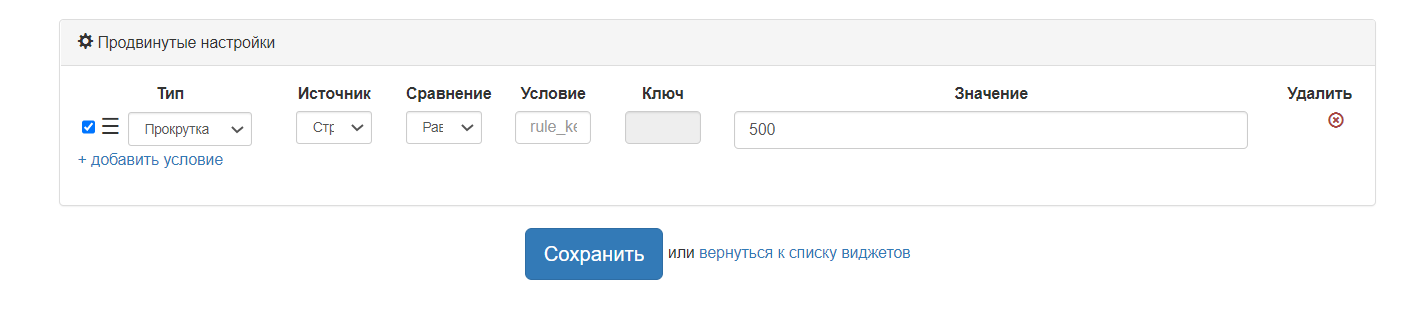 Продвинутые настройки
Тип Источник Сравнение Условие Ключ Значение Удалить
Прокрутка Стр Рав rule_ke 500
+ добавить условие
Сохранить или вернуться к списку виджетов